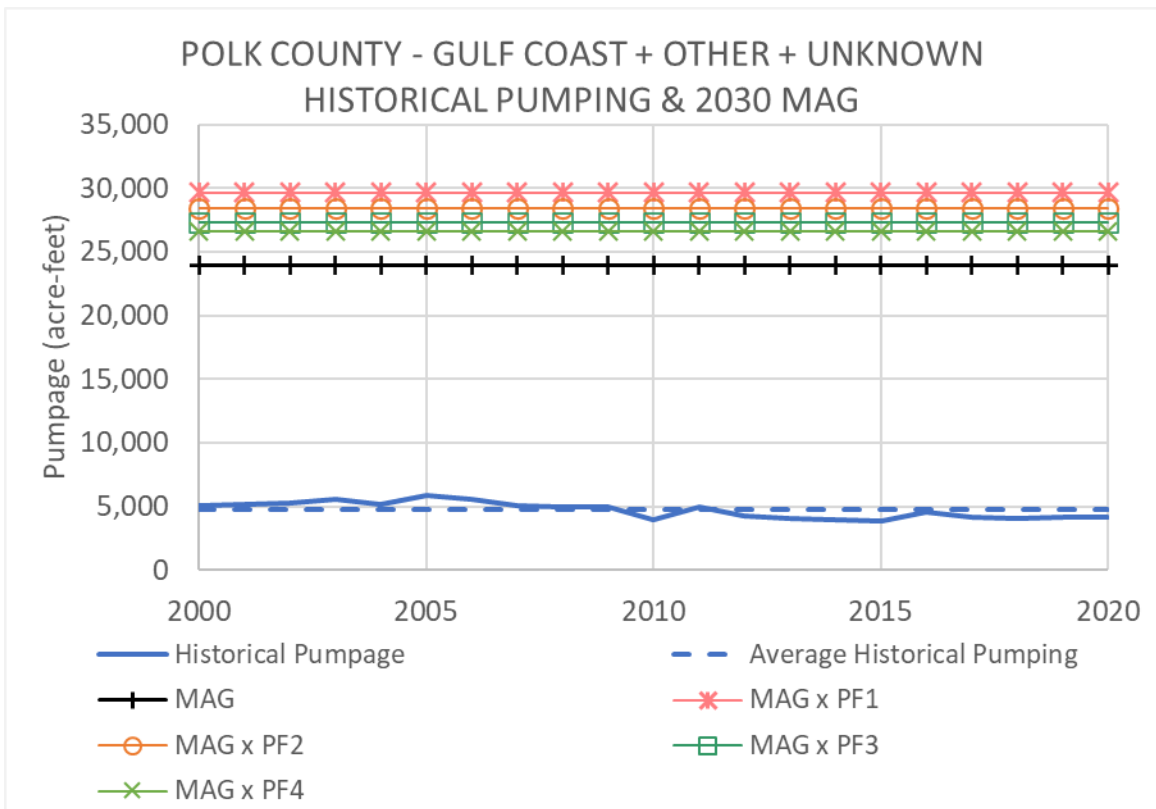 POLK COUNTY - GULF COAST + OTHER + UNKNOWN
HISTORICAL PUMPING & 2030 MAG
35,000
30,000
25,000
20,000
15,000
10,000
5,000
0
Pumpage (acre-feet)
2000 2005 2010 2015 2020
Historical Pumpage Average Historical Pumping
MAG MAG x PF1
MAG x PF2 MAG x PF3
MAG x PF4